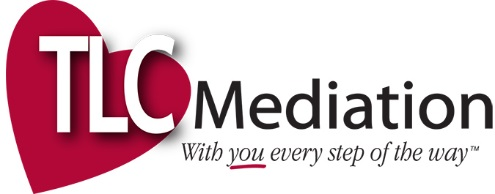 TLC Mediation
With you every step of the way™